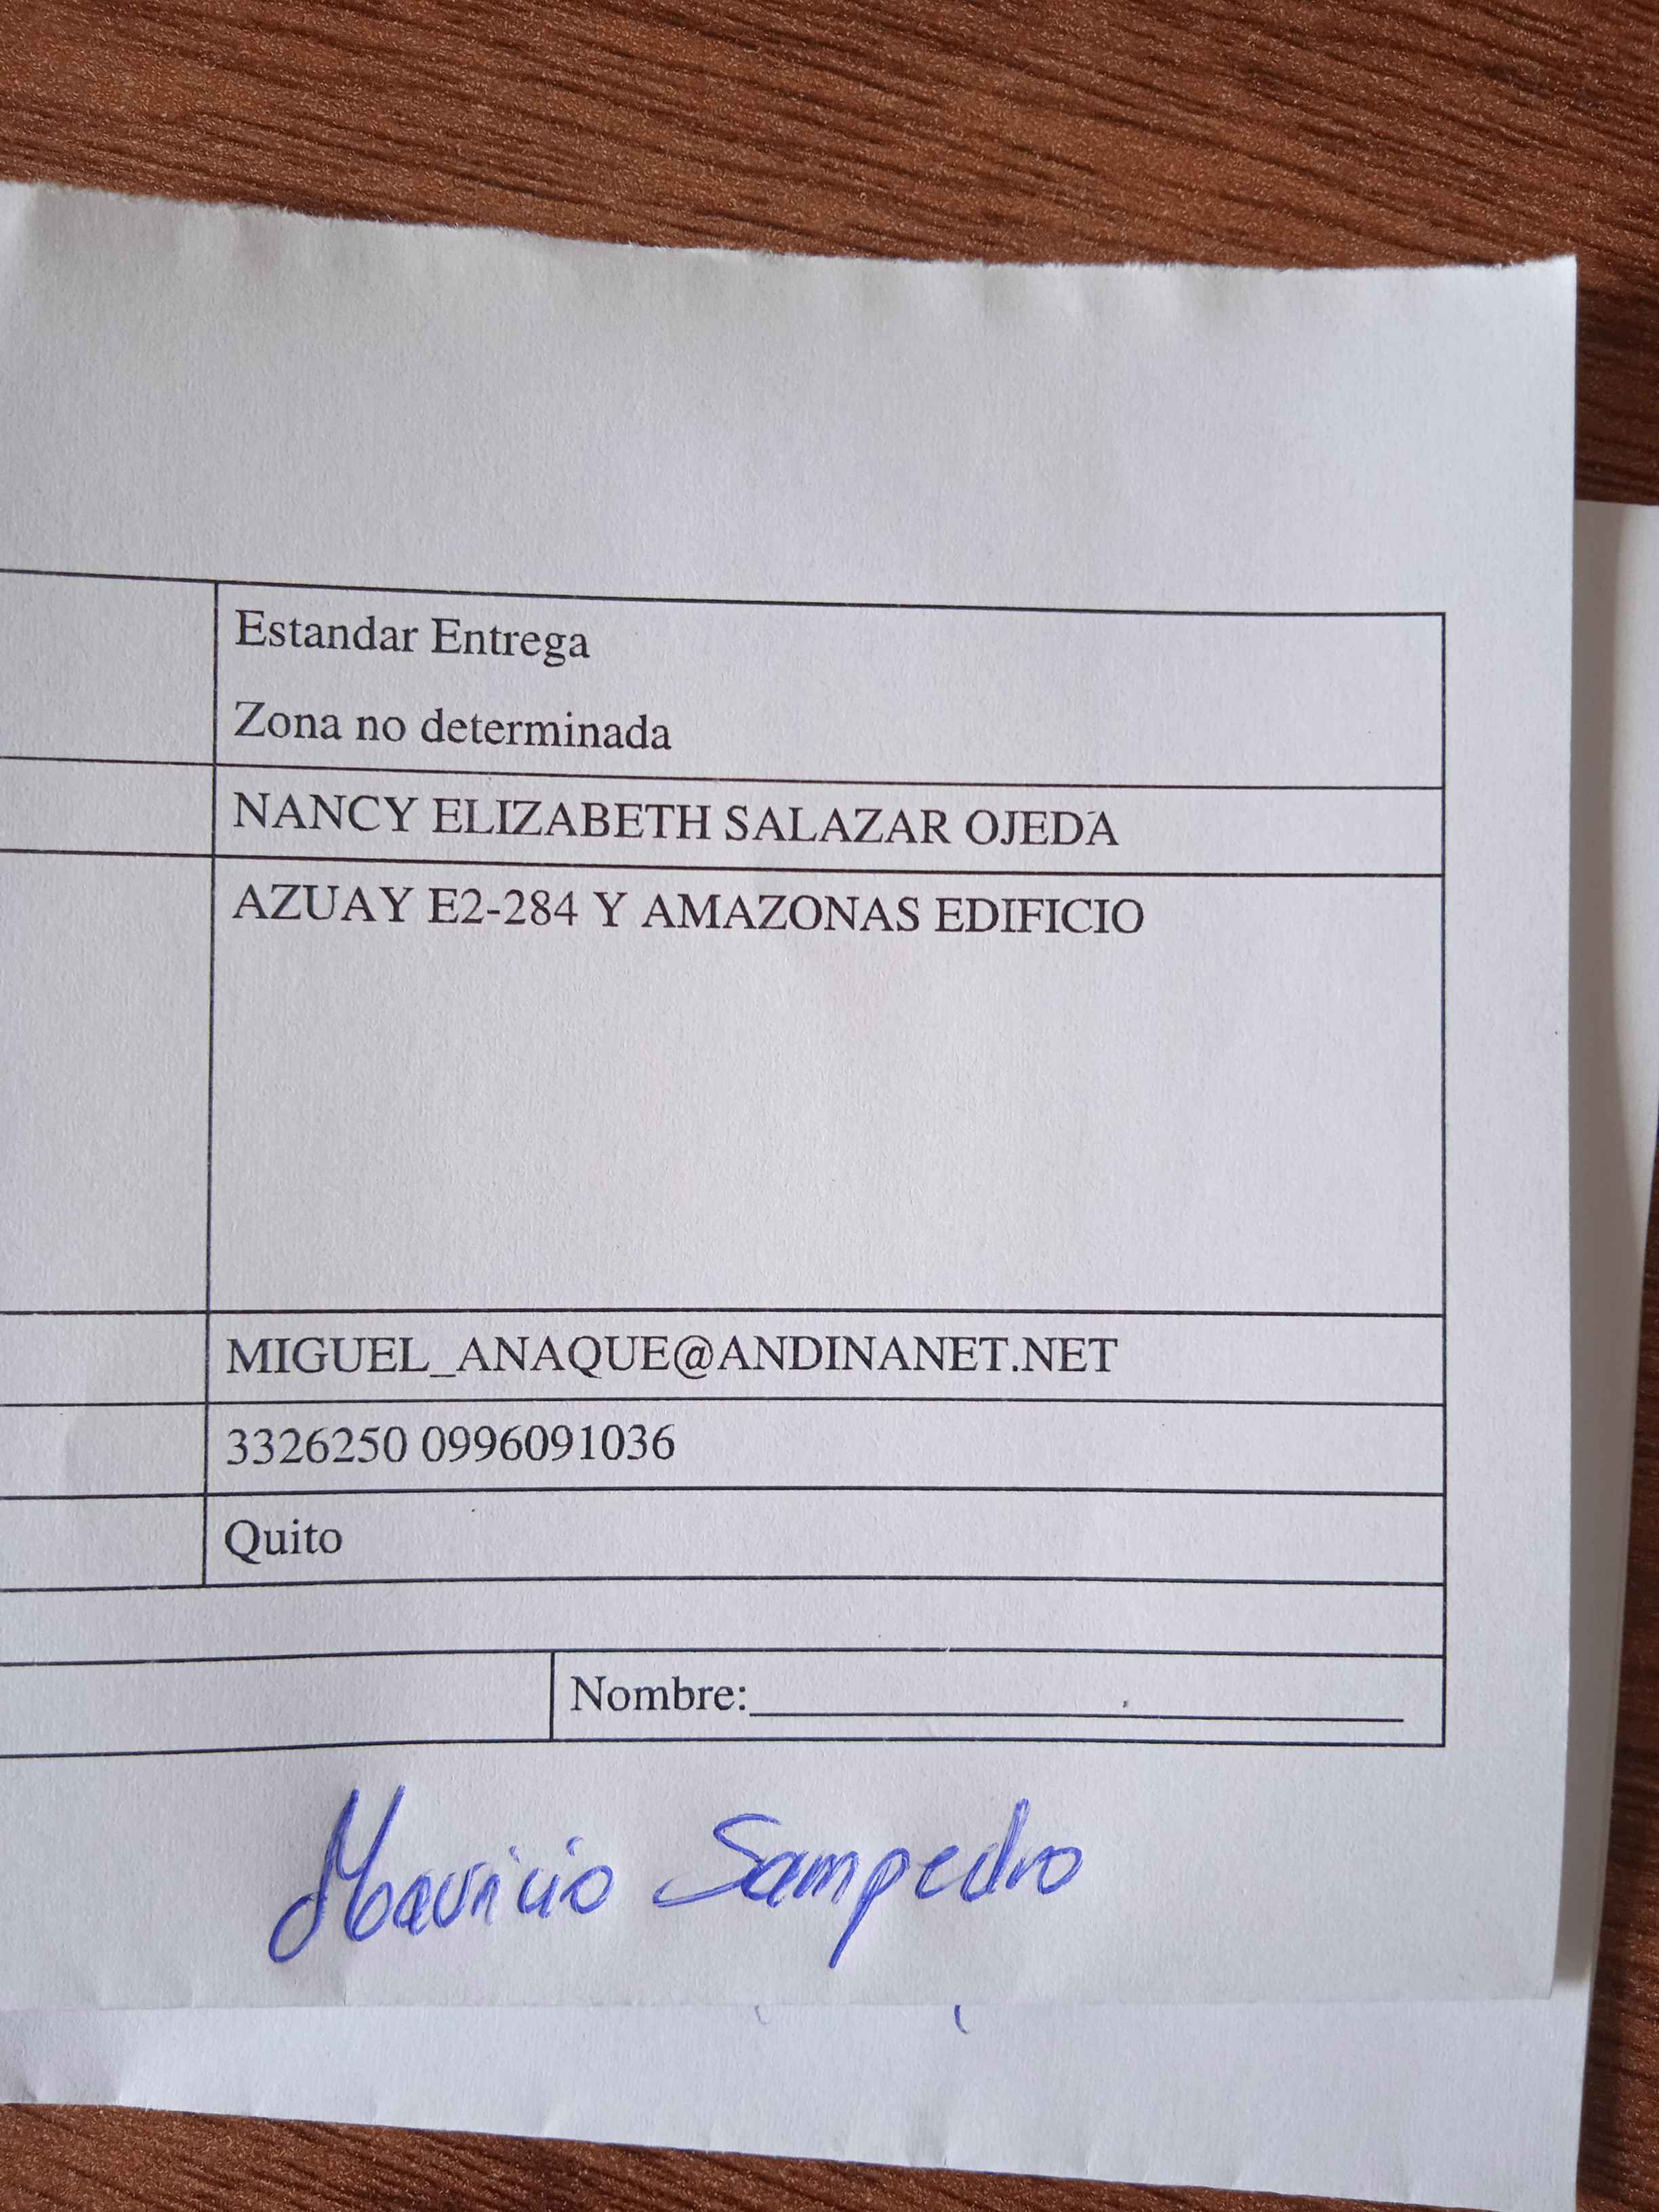 Estandar Entrega
Zona no determinada
NANCY ELIZABETH SALAZAR OJEDA
AZUAY E2-284 Y AMAZONAS EDIFICIO
MIGUEL_ANAQUE@ANDINANET.NET
3326250 0996091036
Quito
Nombre:
Mauricio Sampedro